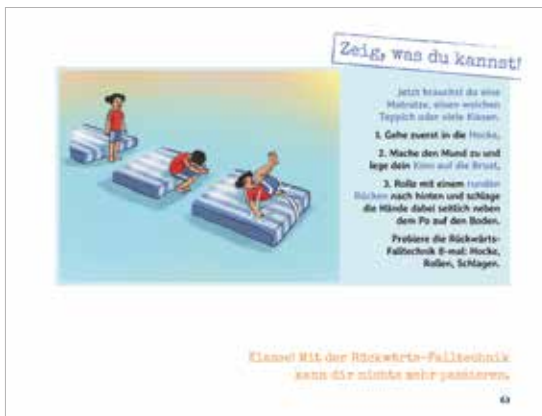 Zeig, was du kannst!
Jetzt brauchst du eine
Matratze, einen weichen
Teppich oder viele Kissen.
1. Gehe zuerst in die Hocke.
2. Mache den Mund zu und
lege dein Kinn auf die Brust.
3. Rolle mit einem runden
Rücken nach hinten und schlage
die Hände dabei seitlich neben
dem Po auf den Boden.
Probiere die Rückwärts-
Falltechnik 8-mal: Hocke,
Rollen, Schlagen.
Klasse! Mit der Rückwärts-Falltechnik
kann dir nichts mehr passieren.